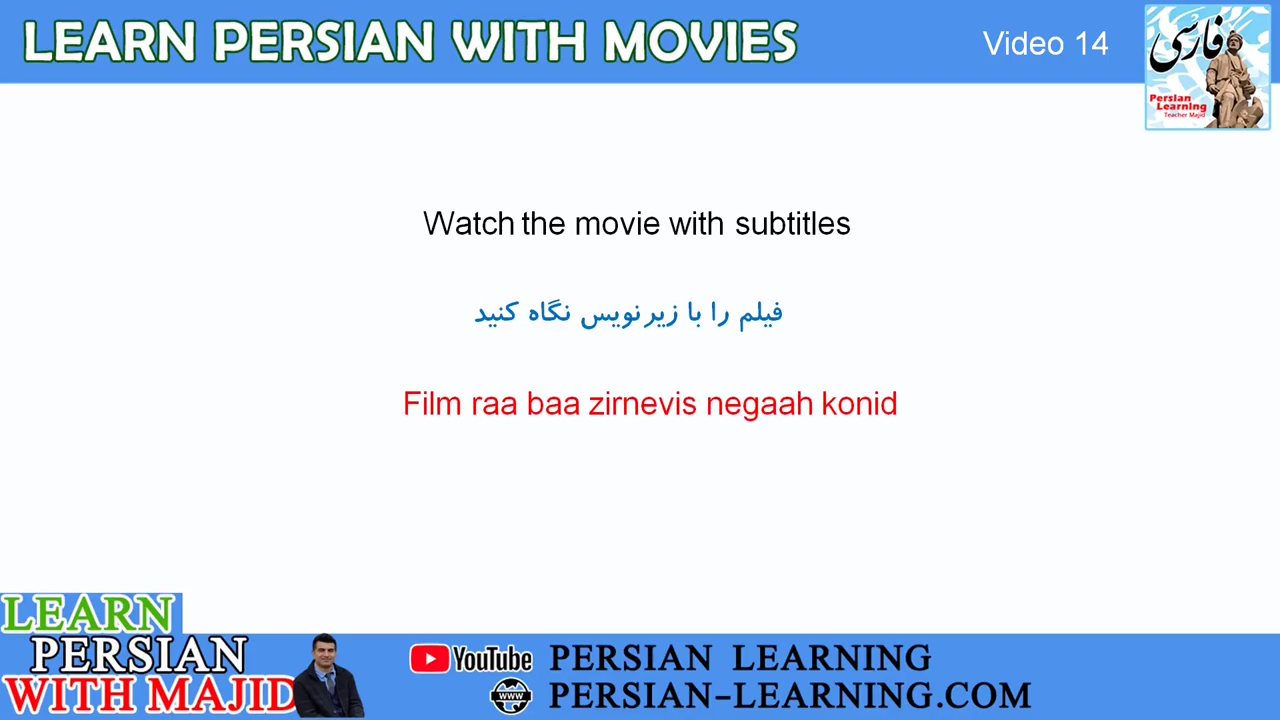 LEARN PERSIAN WITH MOVIES
Video 14
فارسی
Persian
Learning
Teacher Majid
Watch the movie with subtitles
فیلم را با زیرنویس نگاه کنید
Film raa baa zirnevis negaah konid
LEARN
PERSIAN
WITH MAJID
YouTube PERSIAN LEARNING
WWW PERSIAN-LEARNING.COM